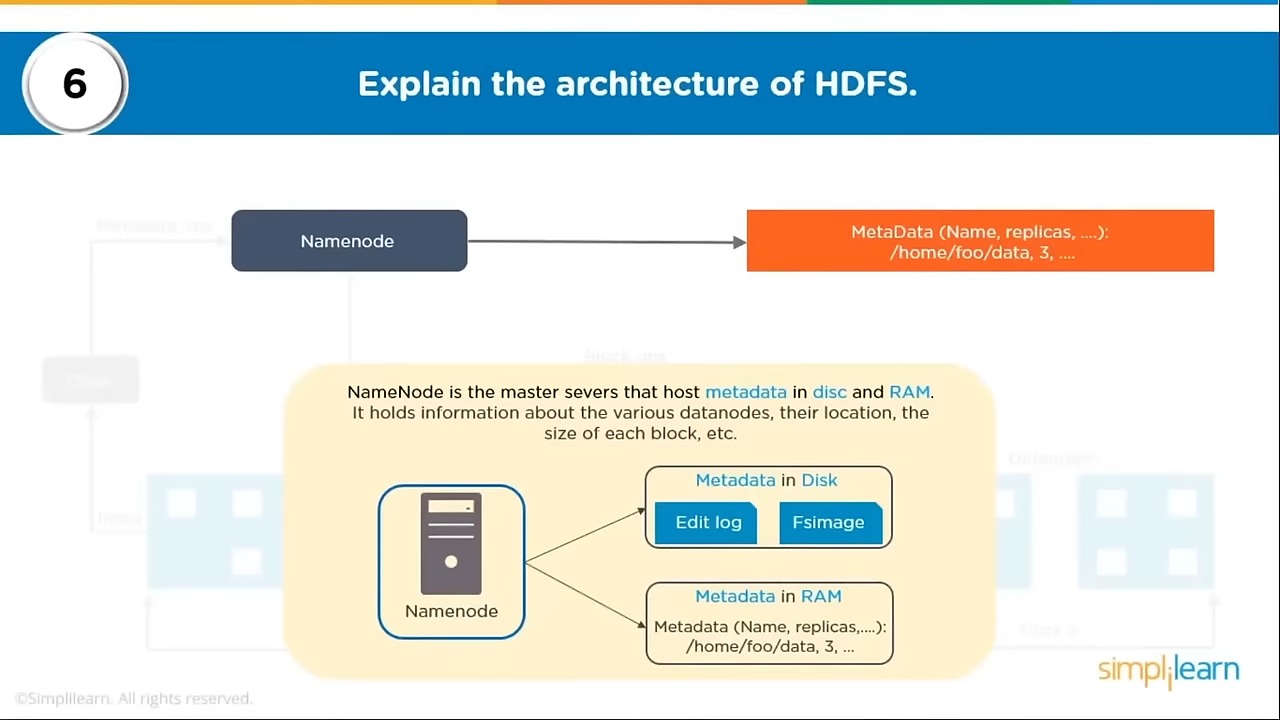 6
Explain the architecture of HDFS.
Namenode
MetaData (Name, replicas, ....):
/home/foo/data, 3, ....
Block ops
NameNode is the master severs that host metadata in disc and RAM.
It holds information about the various datanodes, their location, the
size of each block, etc.
Metadata in Disk
Edit log
Fsimage
Namenode
Metadata in RAM
Metadata (Name, replicas,....):
/home/foo/data, 3, ...
simplilearn
©Simplilearn. All rights reserved.